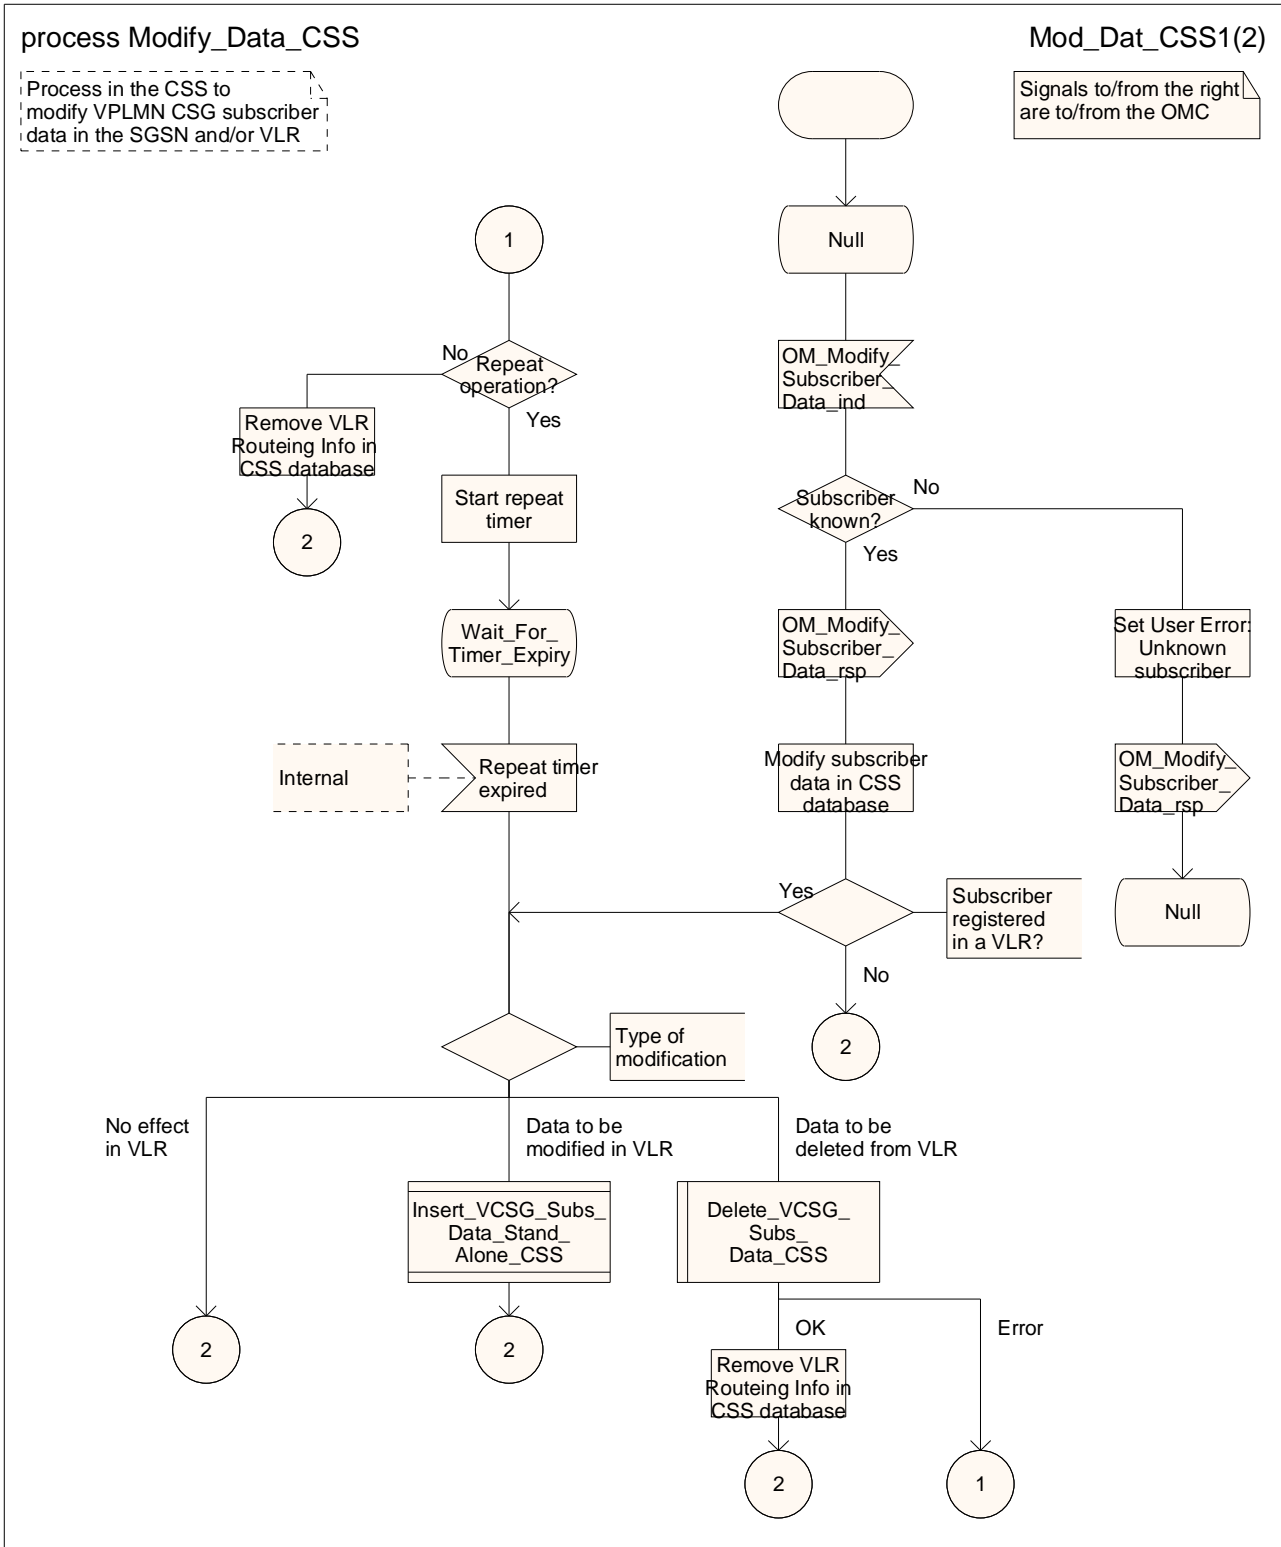 process Modify_Data_CSS
Mod_Dat_CSS1(2)
Process in the CSS to
modify VPLMN CSG subscriber
data in the SGSN and/or VLR
Signals to/from the right
are to/from the OMC
1
Null
No
Repeat
operation?
Yes
OM_Modify_
Subscriber_
Data_ind
Remove VLR
Routeing Info in
CSS database
Start repeat
timer
Subscriber
known?
No
Yes
2
Wait_For_
Timer_Expiry
OM_Modify_
Subscriber_
Data_rsp
Set User Error:
Unknown
subscriber
Internal
Repeat timer
expired
Modify subscriber
data in CSS
database
OM_Modify_
Subscriber_
Data_rsp
Yes
Subscriber
registered
in a VLR?
Null
No
Type of
modification
2
No effect
in VLR
Data to be
modified in VLR
Data to be
deleted from VLR
Insert_VCSG_Subs_
Data_Stand_
Alone_CSS
Delete_VCSG_
Subs_
Data_CSS
2
2
OK
Error
Remove VLR
Routeing Info in
CSS database
2
1